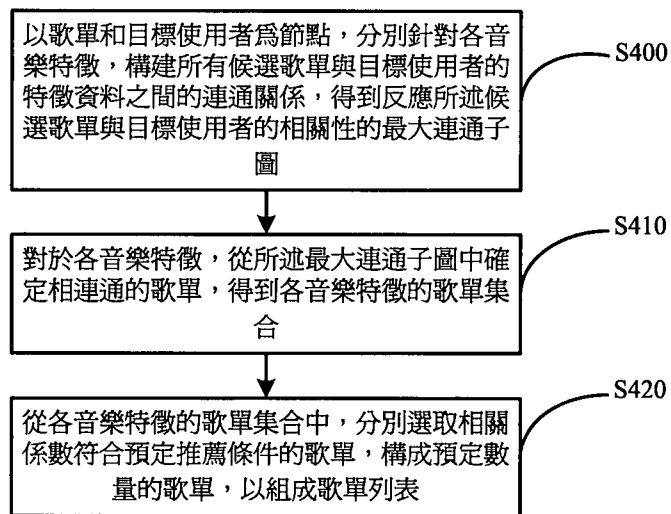 以歌單和目標使用者爲節點，分別針對各音
樂特徵，構建所有候選歌單與目標使用者的
特徵資料之間的連通關係，得到反應所述候
選歌單與目標使用者的相關性的最大連通子
圖
S400
對於各音樂特徵，從所述最大連通子圖中確
定相連通的歌單，得到各音樂特徵的歌單集
合
S410
從各音樂特徵的歌單集合中，分別選取相關
係數符合預定推薦條件的歌單，構成預定數
量的歌單，以組成歌單列表
S420